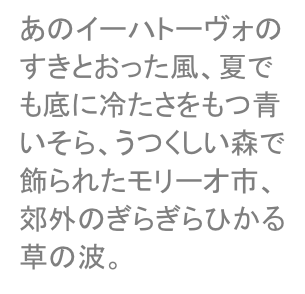 あのイーハトーヴォの
すきとおった風、夏で
も底に冷たさをもつ青
いそら、うつくしい森で
飾られたモリーオ市、
郊外のぎらぎらひかる
草の波。